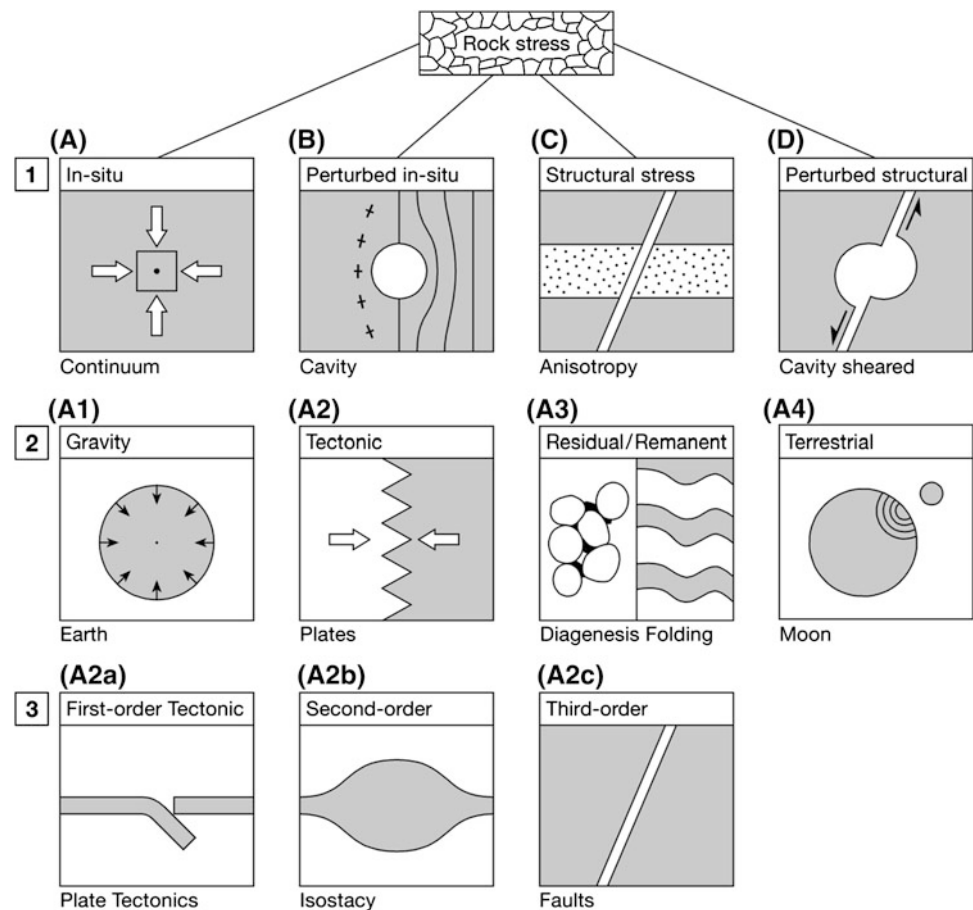 Rock stress
(A) (B) (C) (D)
1 In-situ Perturbed in-situ Structural stress Perturbed structural
Continuum Cavity Anisotropy Cavity sheared
(A1) (A2) (A3) (A4)
2 Gravity Tectonic Residual/Remanent Terrestrial
Earth Plates Diagenesis Folding Moon
(A2a) (A2b) (A2c)
3 First-order Tectonic Second-order Third-order
Plate Tectonics Isostacy Faults